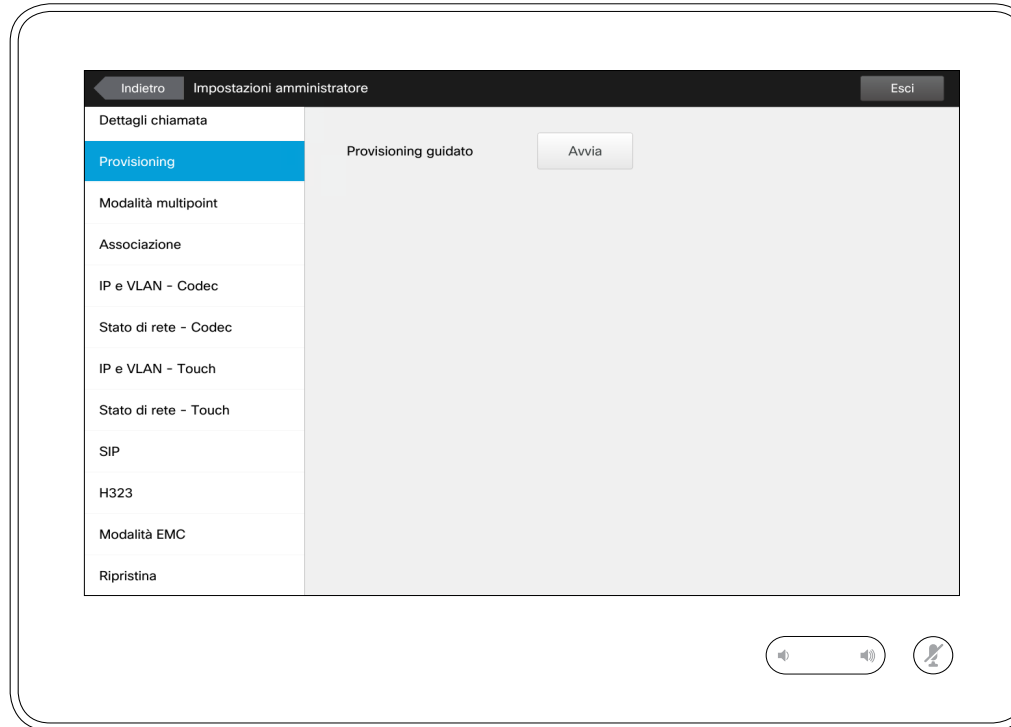 Indietro
Impostazioni amministratore
Esci
Dettagli chiamata
Provisioning
Modalità multipoint
Associazione
IP e VLAN - Codec
Stato di rete - Codec
IP e VLAN - Touch
Stato di rete - Touch
SIP
H323
Modalità EMC
Ripristina
Provisioning guidato
Avvia